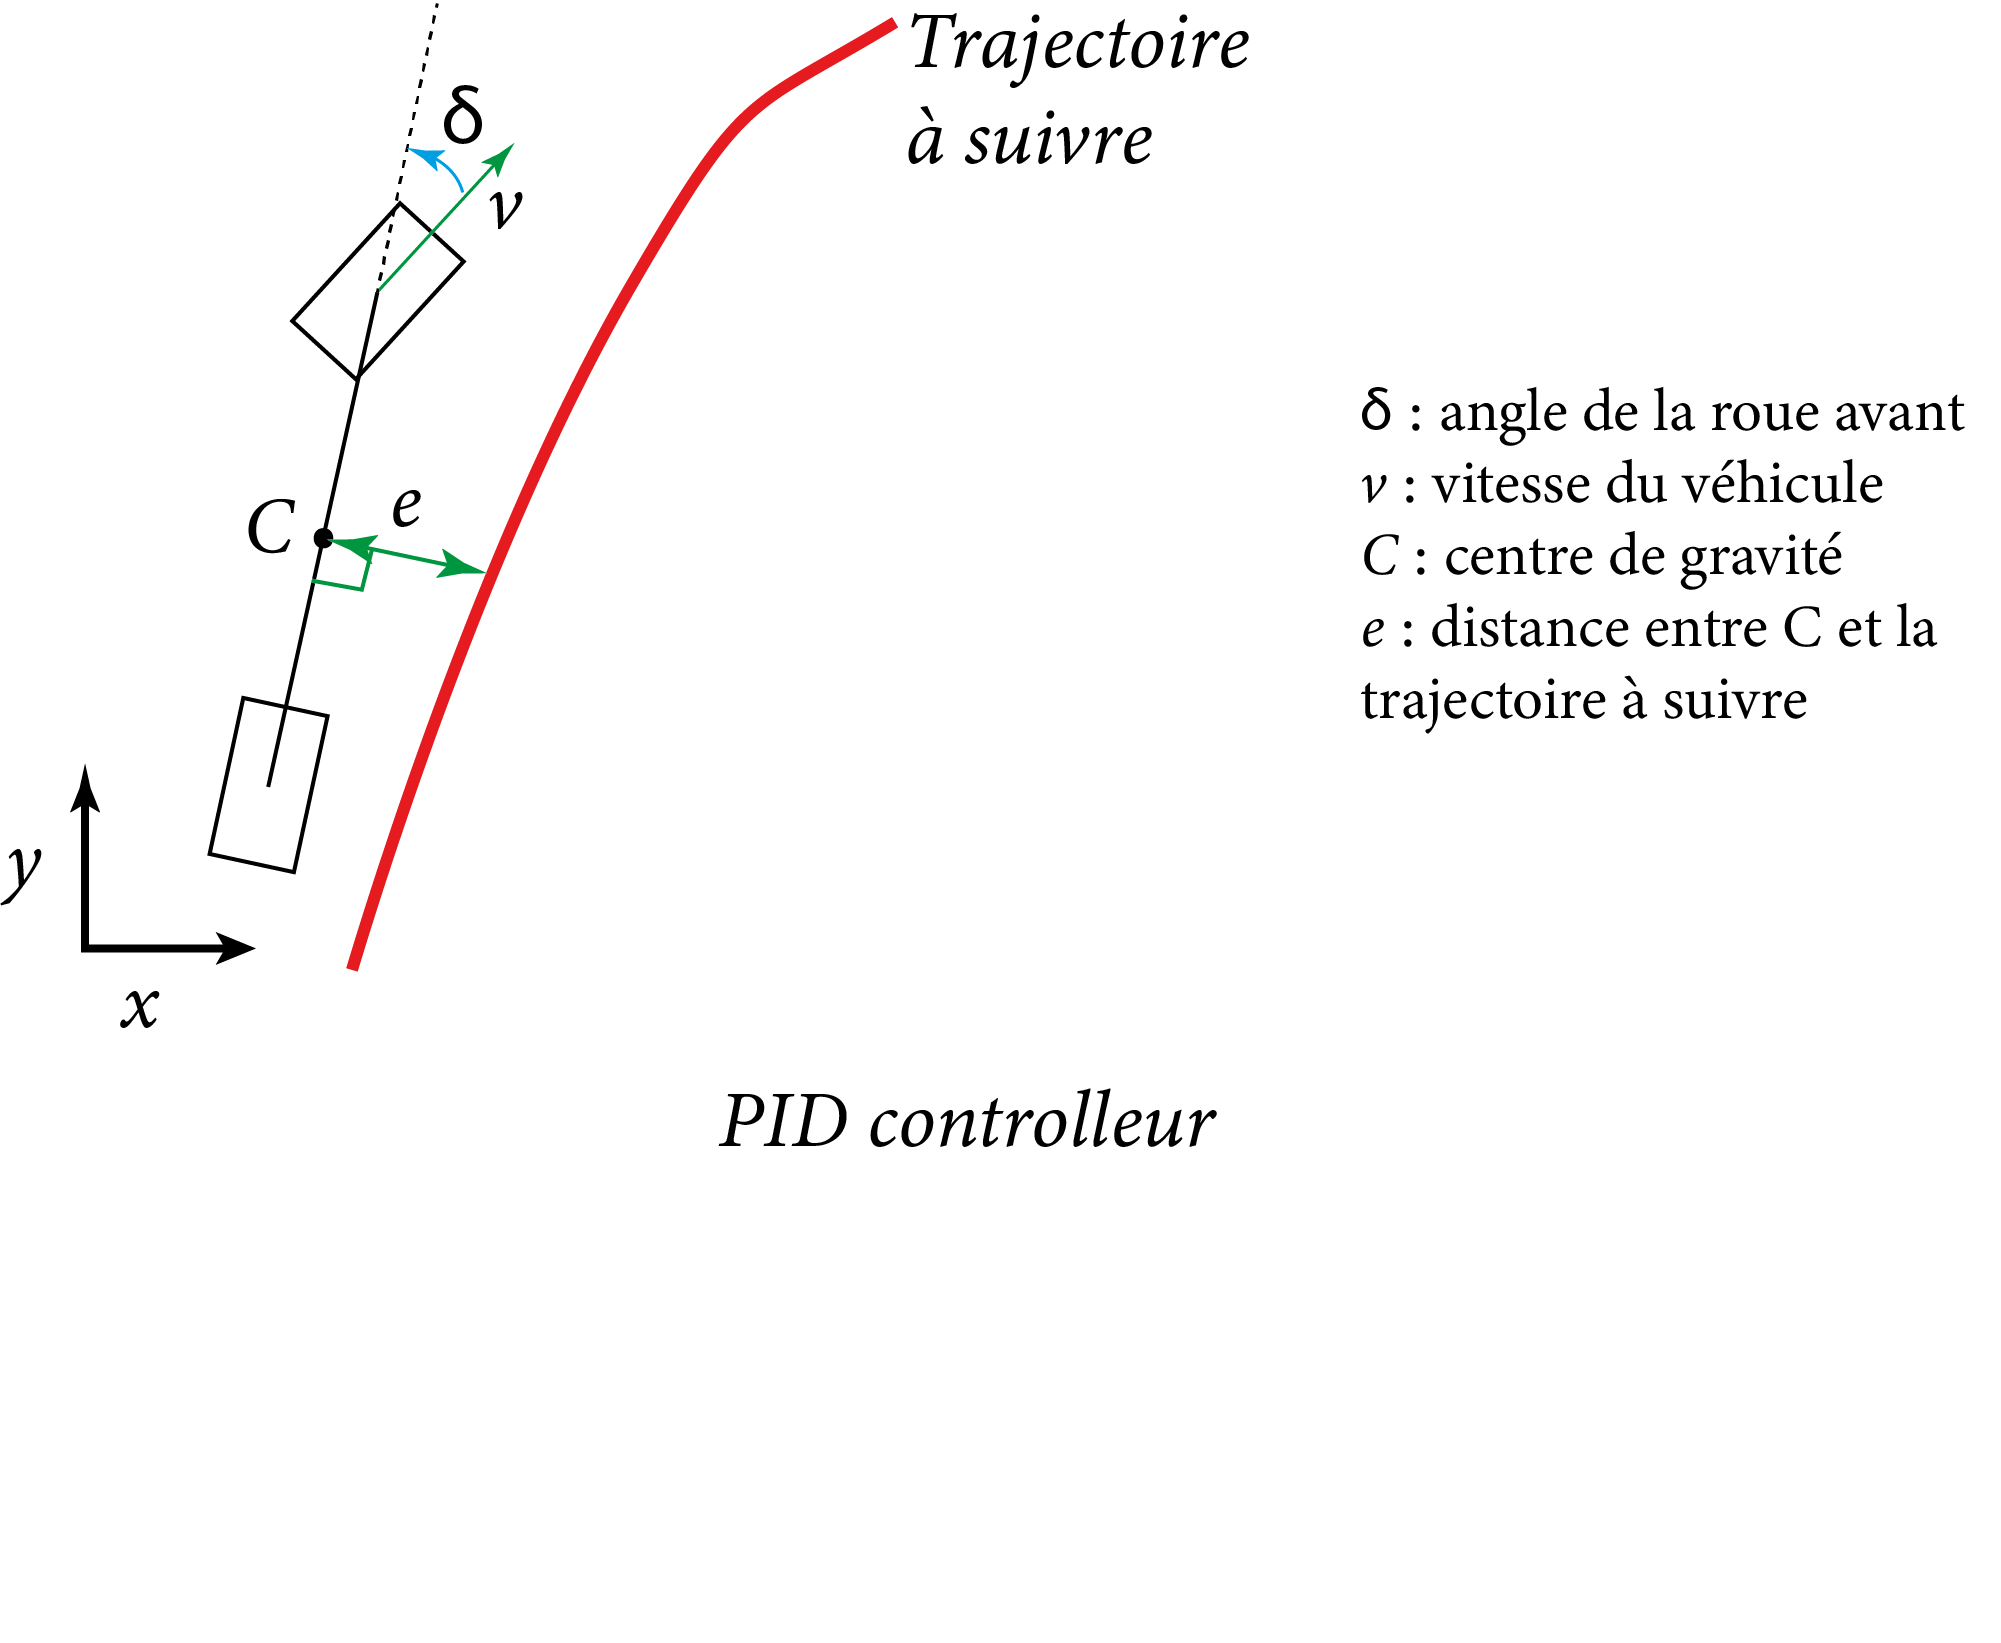 Trajectoire
à suivre
δ
v
C
e
y
x
δ : angle de la roue avant
v : vitesse du véhicule
C : centre de gravité
e : distance entre C et la
trajectoire à suivre
PID controlleur